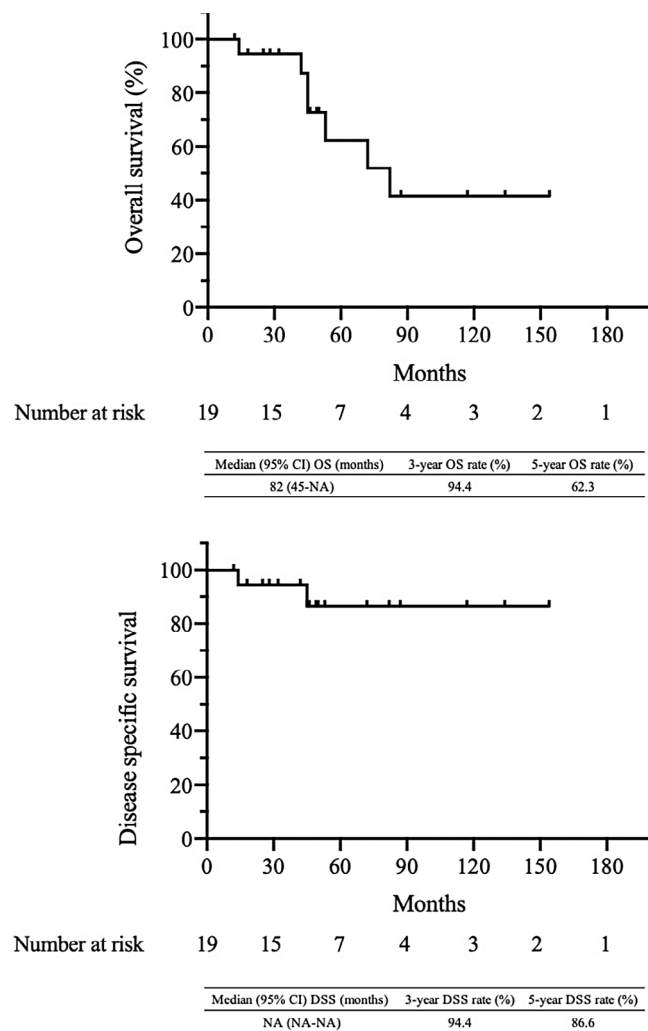 100
80
60
40
20
0
Overall survival (%)
0 30 60 90 120 150 180
Months
Number at risk 19 15 7 4 3 2 1
Median (95% CI) OS (months) 3-year OS rate (%) 5-year OS rate (%)
82 (45-NA) 94.4 62.3
100
80
60
40
20
0
Disease specific survival
0 30 60 90 120 150 180
Months
Number at risk 19 15 7 4 3 2 1
Median (95% CI) DSS (months) 3-year DSS rate (%) 5-year DSS rate (%)
NA (NA-NA) 94.4 86.6